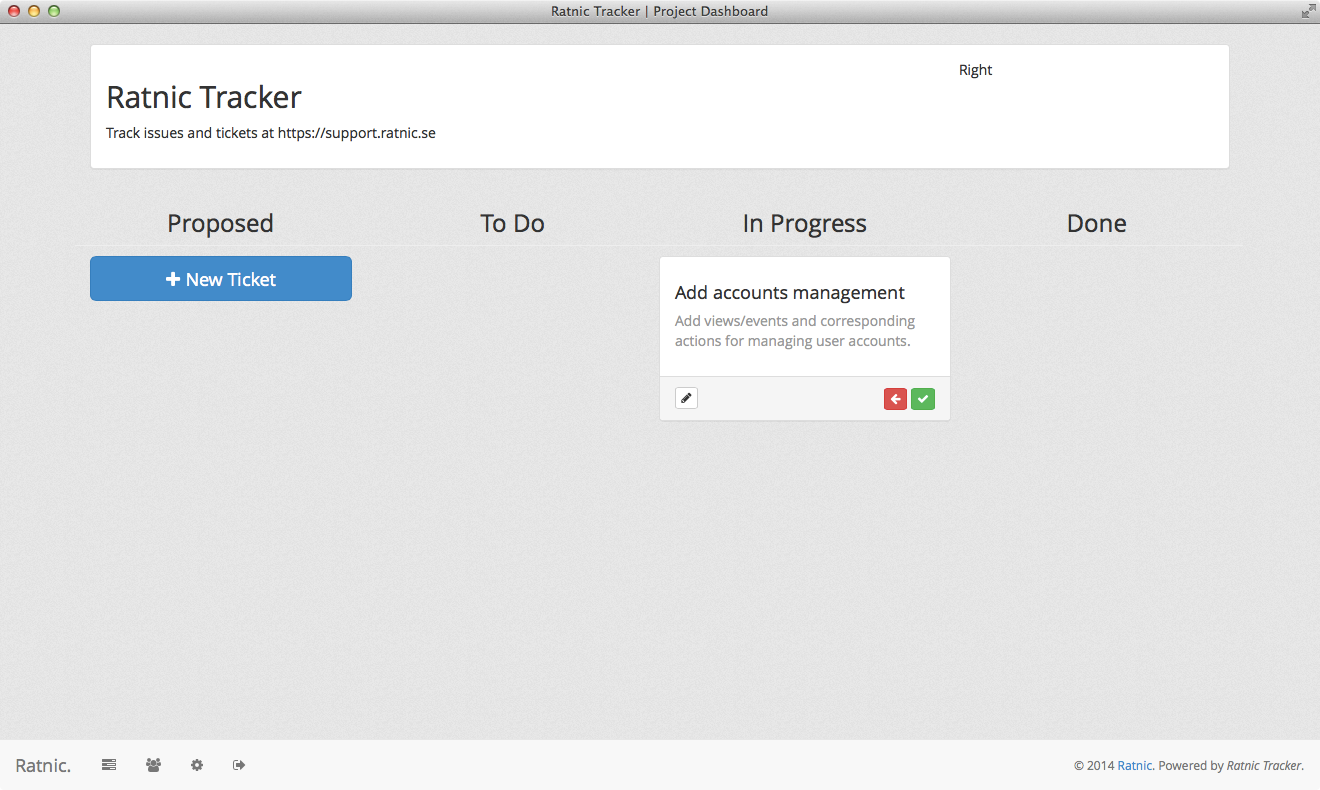 Ratnic Tracker | Project Dashboard
Right
Ratnic Tracker
Track issues and tickets at https://support.ratnic.se
Proposed
To Do
In Progress
Done
New Ticket
Add accounts management
Add views/events and corresponding
actions for managing user accounts.
Ratnic.
© 2014 Ratnic. Powered by Ratnic Tracker.